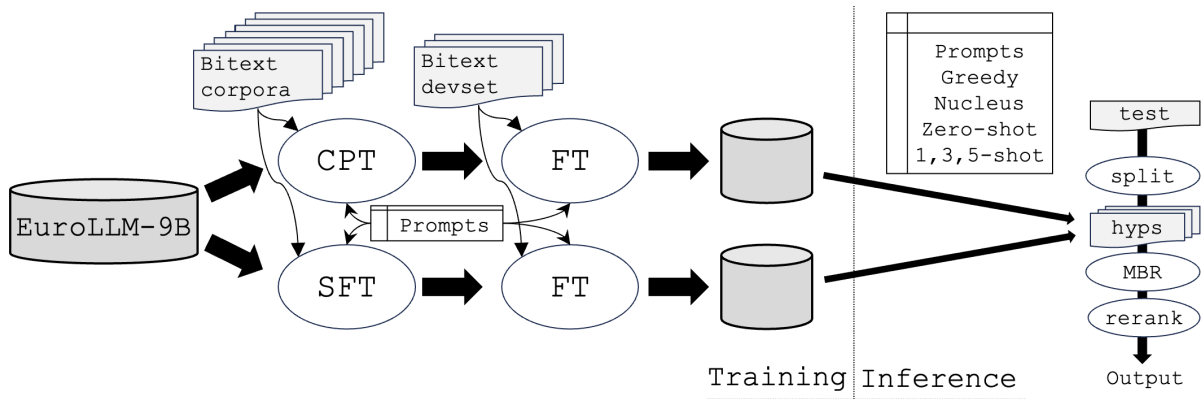 Bitext
corpora
Bitext
devset
Prompts
Greedy
Nucleus
Zero-shot
1,3,5-shot
test
split
hyps
MBR
rerank
Output
EuroLLM-9B
CPT
FT
Prompts
SFT
FT
Training
Inference